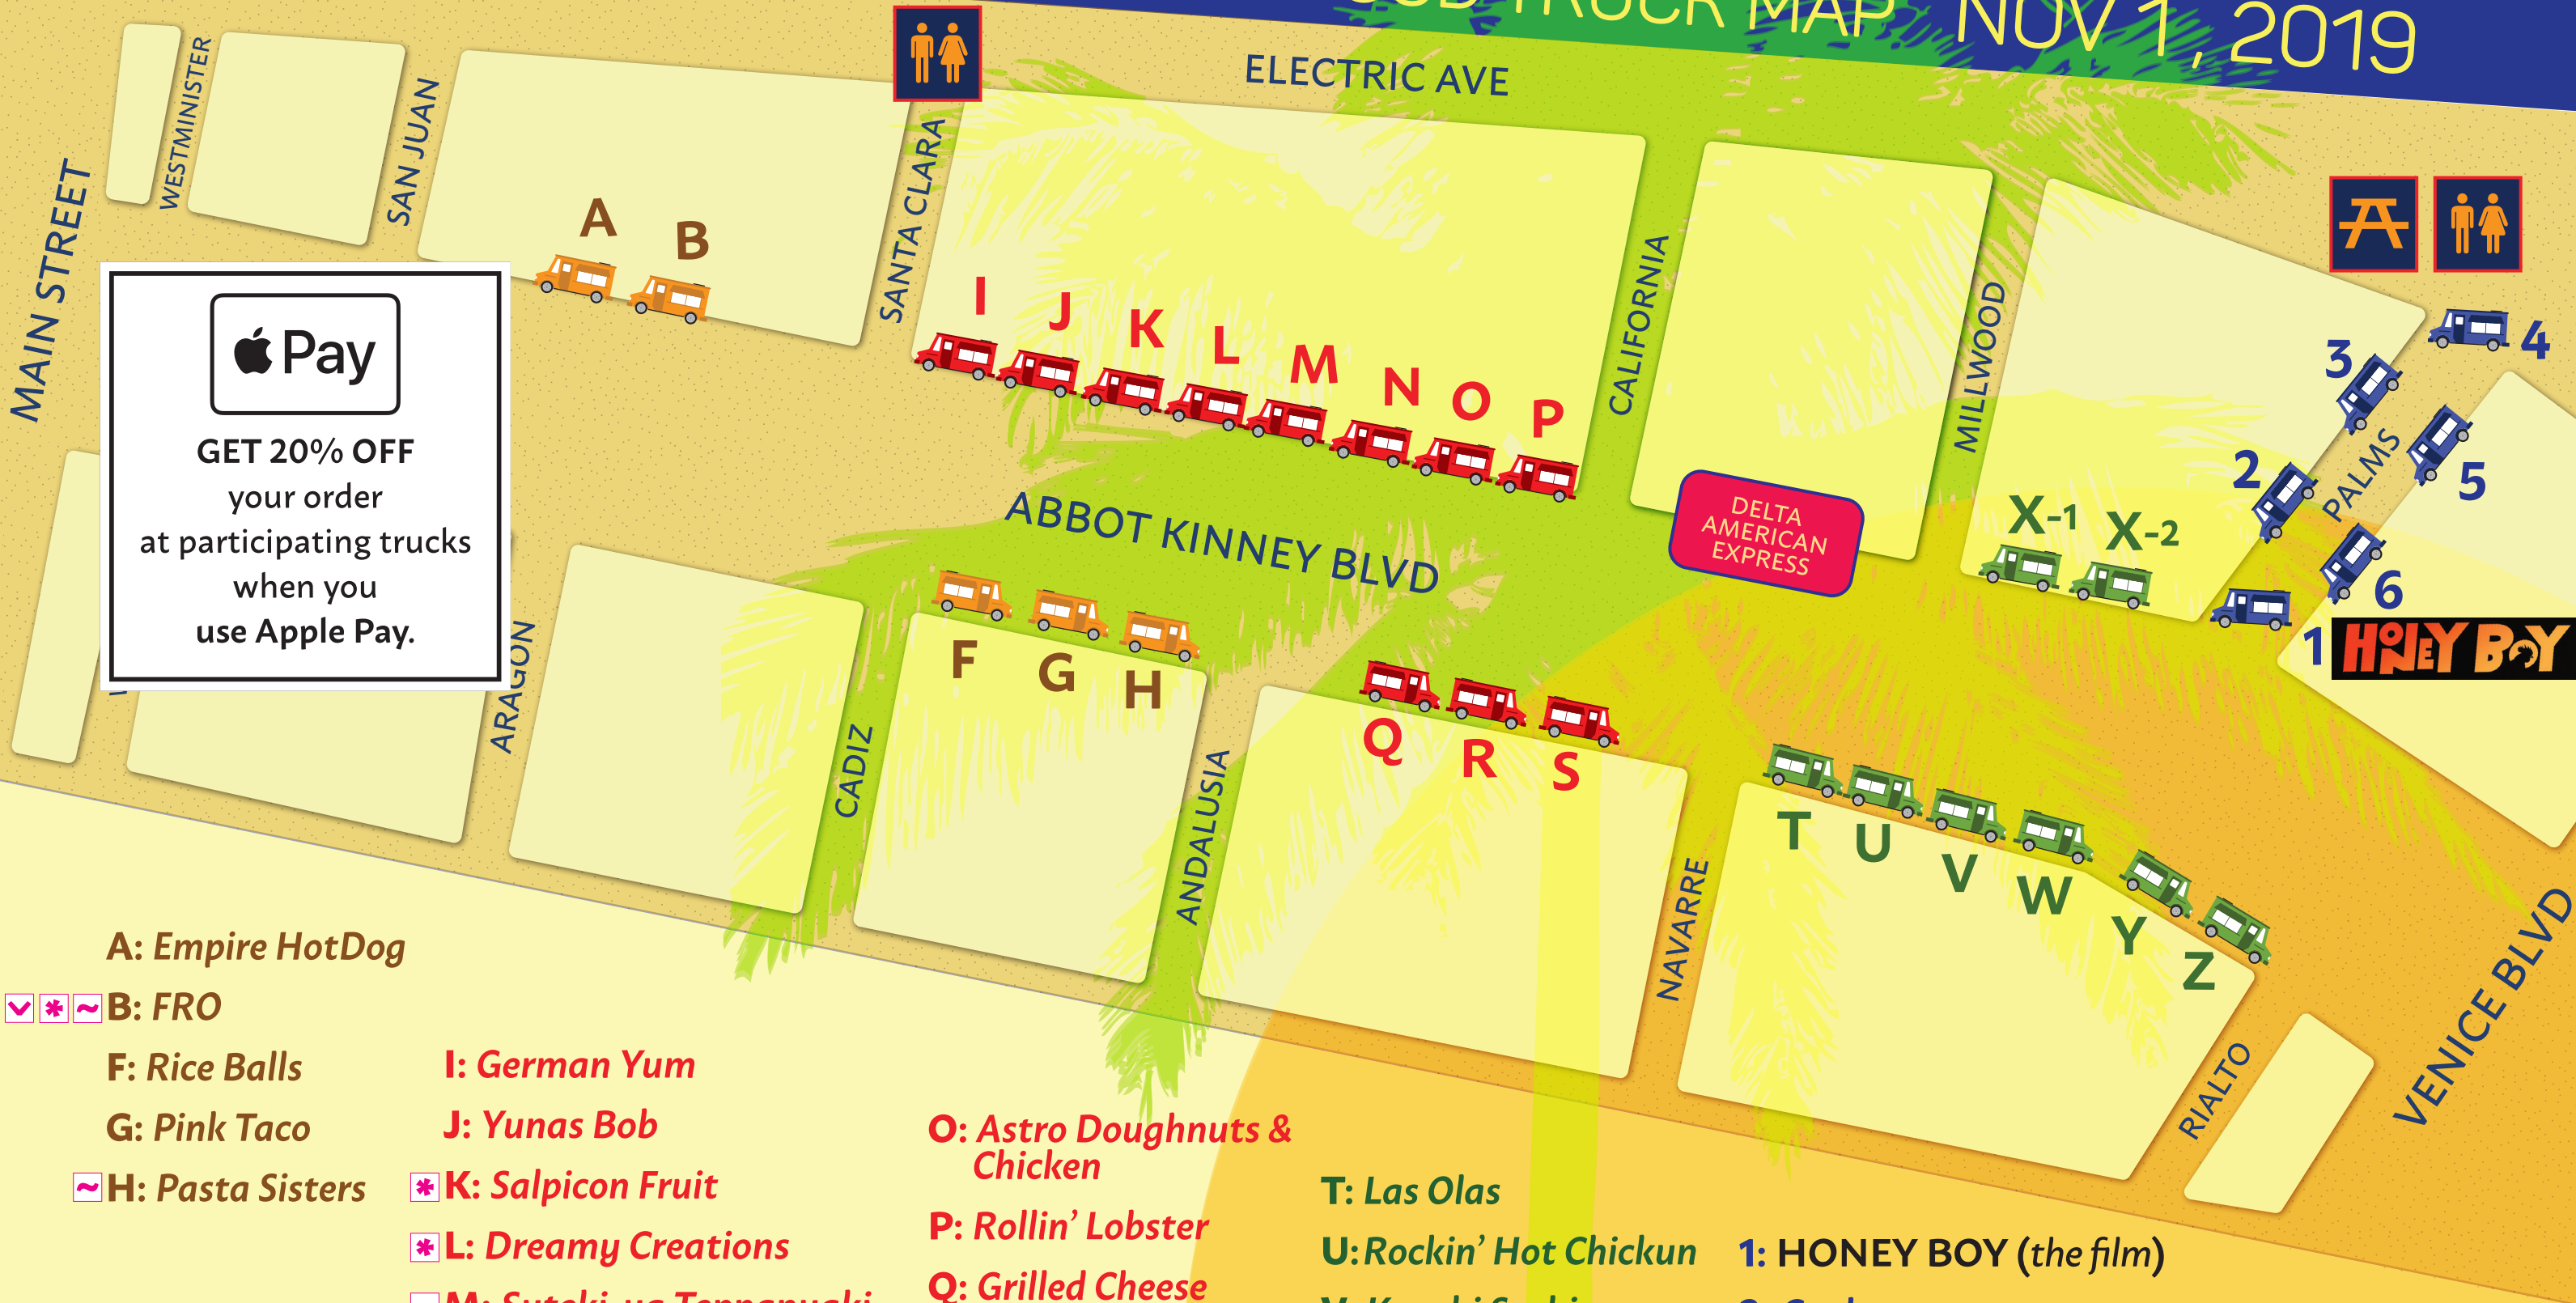 TRUCK MAP NOV 1, 2019
ELECTRIC AVE
WESTMINISTER
SAN JUAN
SANTA CLARA
CALIFORNIA
MILLWOOD
PALMS
MAIN STREET
Pay
GET 20% OFF
your order
at participating trucks
when you
use Apple Pay.
A
B
I
J
K
L
M
N
O
P
ABBOT KINNEY BLVD
DELTA
AMERICAN
EXPRESS
X-1
X-2
1
2
3
4
5
6
HONEY BOY
F
G
H
Q
R
S
T
U
V
W
Y
Z
ARAGON
CADIZ
ANDALUSIA
NAVARRE
RIALTO
VENICE BLVD
A: Empire HotDog
B: FRO
F: Rice Balls
G: Pink Taco
~ H: Pasta Sisters
I: German Yum
J: Yunas Bob
* K: Salpicon Fruit
* L: Dreamy Creations
O: Astro Doughnuts &
Chicken
P: Rollin' Lobster
Q: Grilled Cheese
T: Las Olas
U: Rockin' Hot Chickun
1: HONEY BOY (the film)